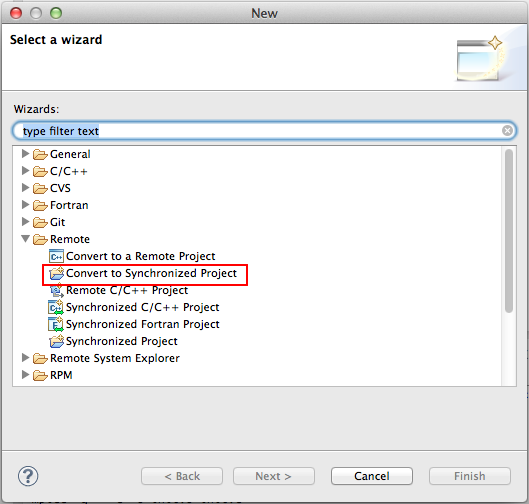 New
Select a wizard
Wizards:
type filter text
General
C/C++
CVS
Fortran
Git
Remote
Convert to a Remote Project
Convert to Synchronized Project
Remote C/C++ Project
Synchronized C/C++ Project
Synchronized Fortran Project
Synchronized Project
Remote System Explorer
RPM
?
< Back
Next >
Cancel
Finish